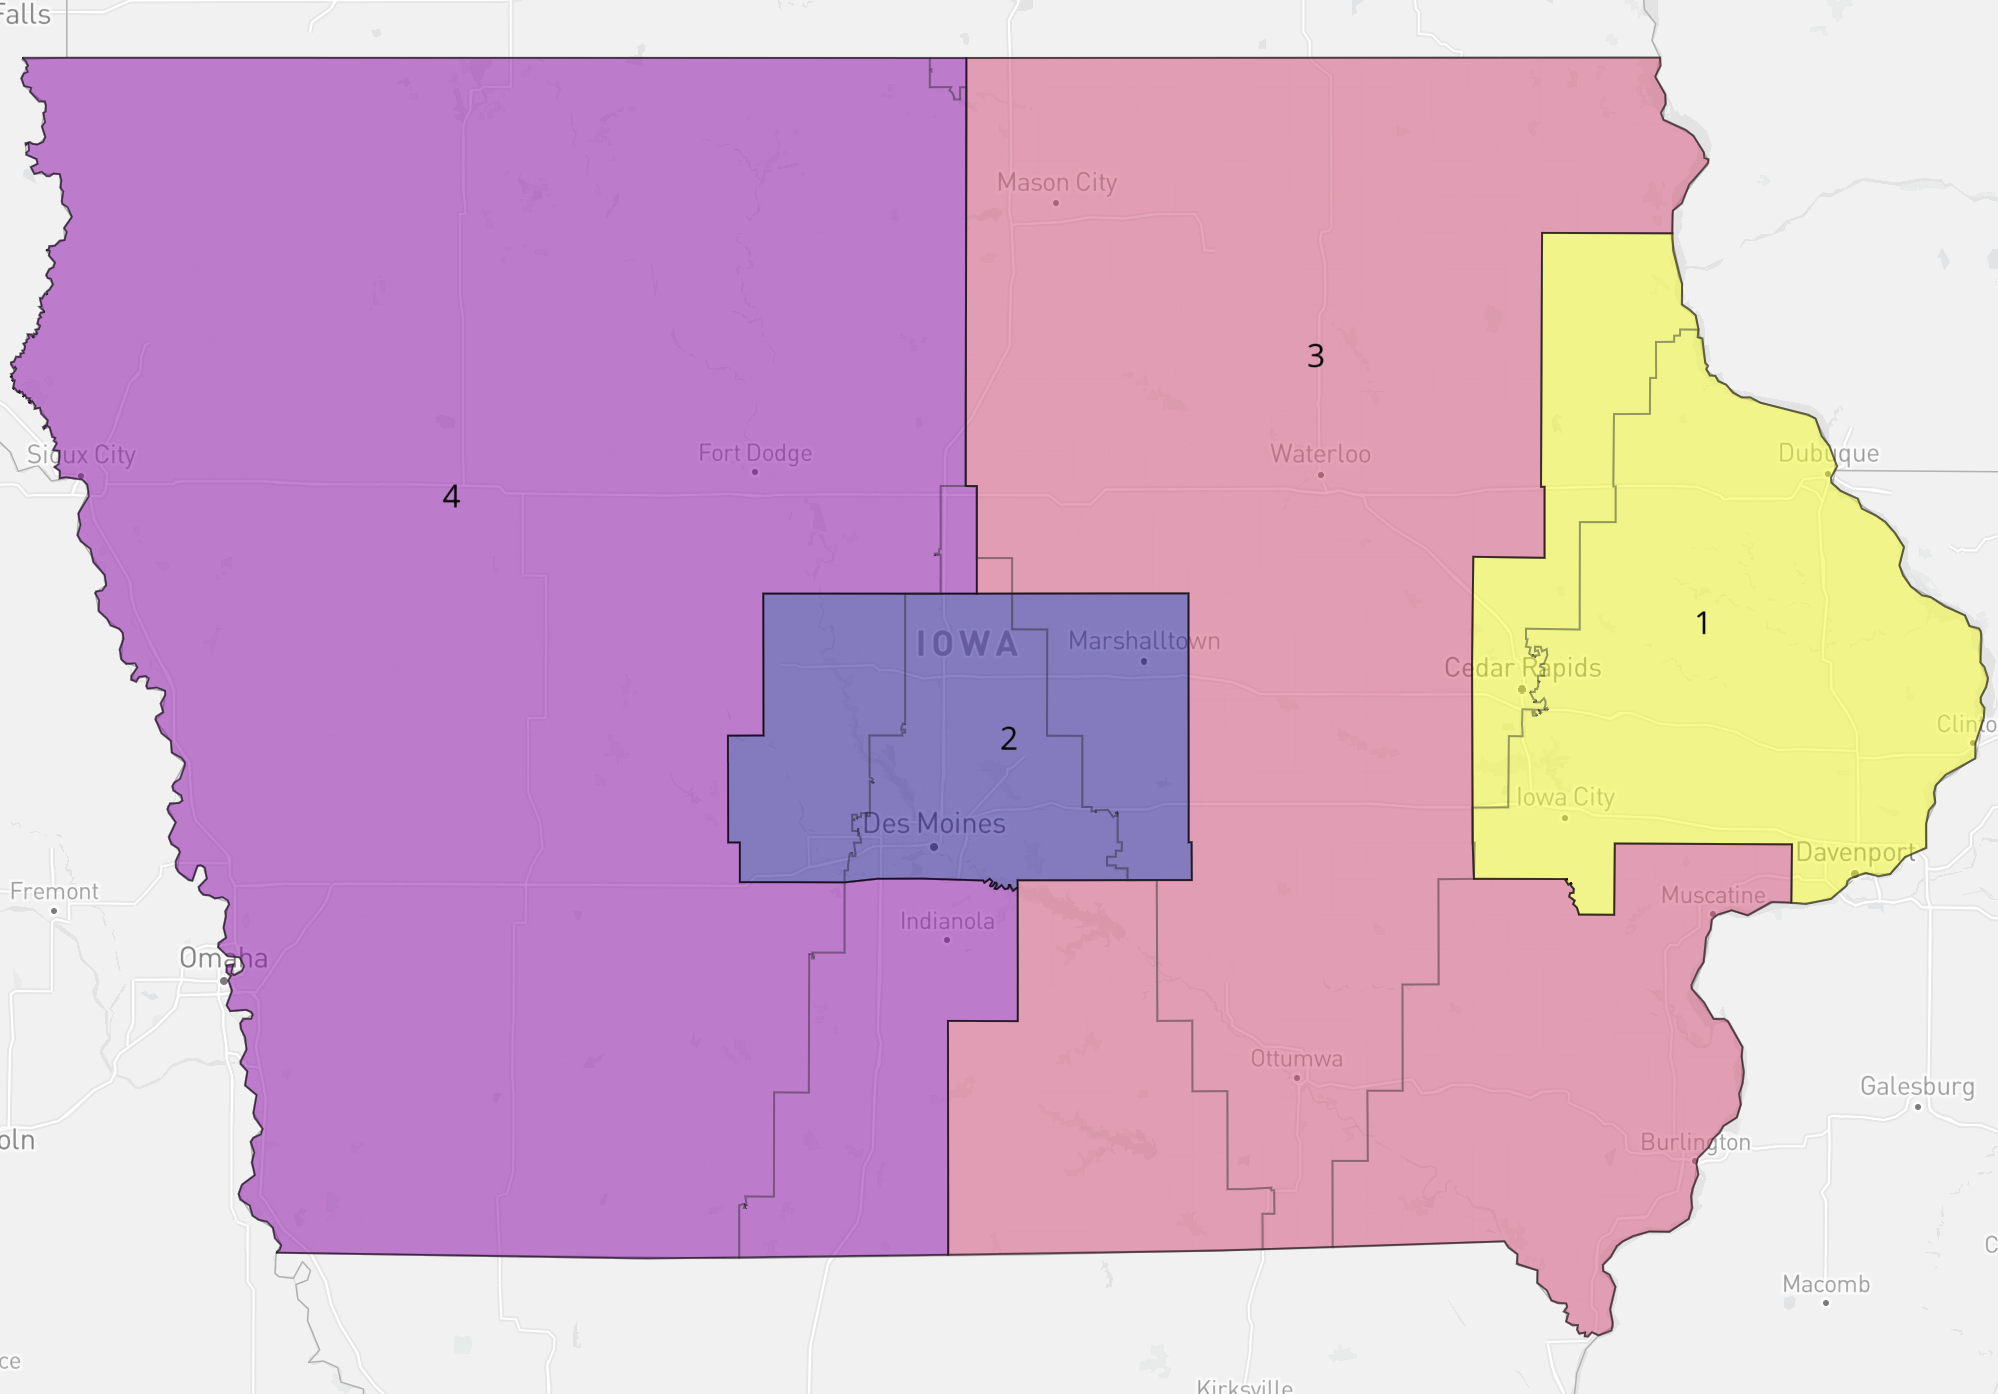 Falls
Mason City
3
Sioux City
Fort Dodge
Waterloo
Dubuque
4
1
IOWA
Marshalltown
Cedar Rapids
2
Clinto
Iowa City
Des Moines
Davenport
Fremont
Muscatine
Indianola
Omaha
Ottumwa
Galesburg
oln
Burlington
C
Macomb
ce
Kirksville